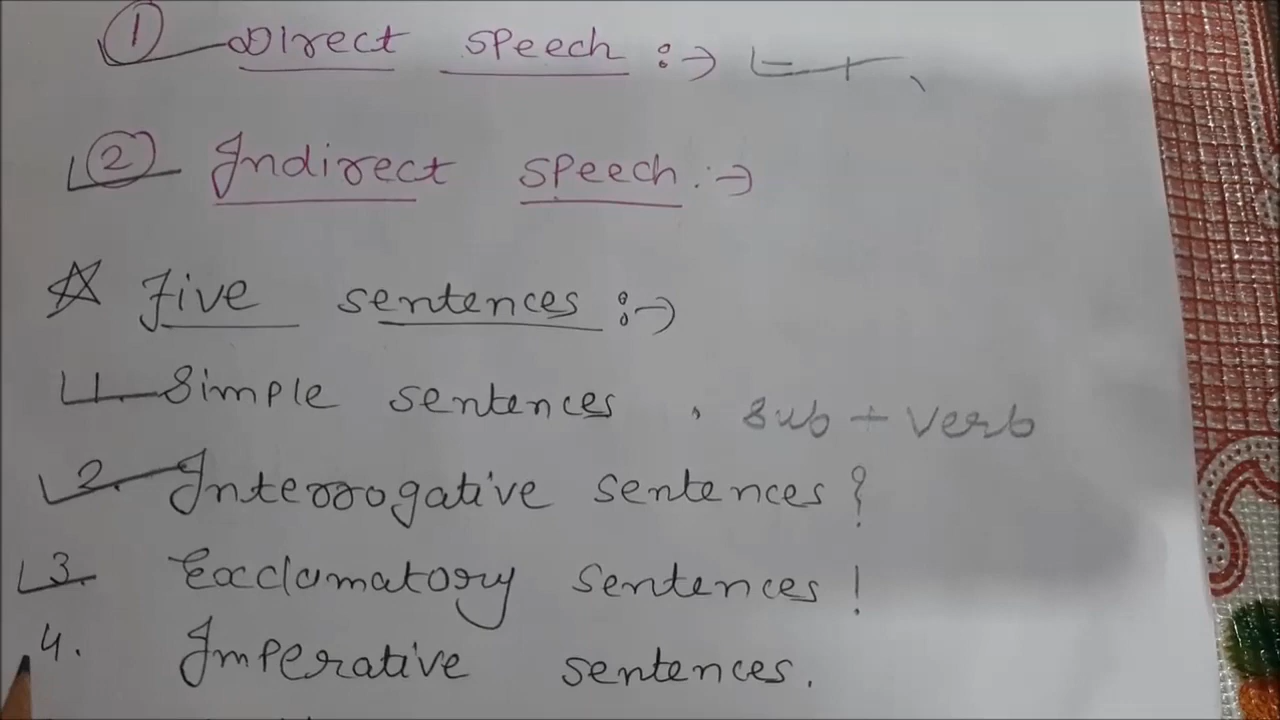 ① Direct speech :→
② Indirect speech :→
☆ Five sentences :→
1. Simple sentences , Sub + Verb
2. Interrogative sentences ?
3 Exclamatory sentences !
4. Imperative sentences.